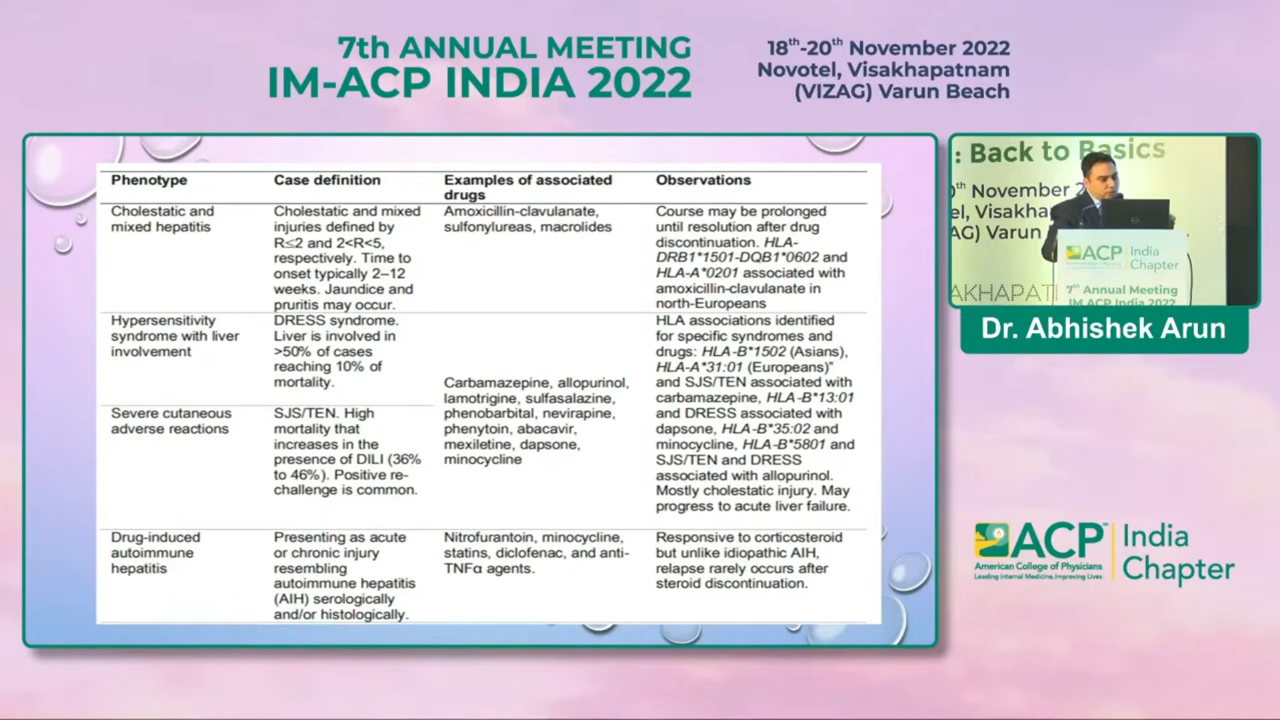 7th ANNUAL MEETING
IM-ACP INDIA 2022
18th-20th November 2022
Novotel, Visakhapatnam
(VIZAG) Varun Beach
Phenotype
Case definition
Examples of associated
drugs
Observations
Cholestatic and
mixed hepatitis
Cholestatic and mixed
injuries defined by
R≤2 and 2<R<5,
respectively. Time to
onset typically 2–12
weeks. Jaundice and
pruritis may occur.
Amoxicillin-clavulanate,
sulfonylureas, macrolides
Course may be prolonged
until resolution after drug
discontinuation. HLA-
DRB1*1501-DQB1*0602 and
HLA-A*0201 associated with
amoxicillin-clavulanate in
north-Europeans
Hypersensitivity
syndrome with liver
involvement
DRESS syndrome.
Liver is involved in
>50% of cases
reaching 10% of
mortality.
Carbamazepine, allopurinol,
lamotrigine, sulfasalazine,
phenobarbital, nevirapine,
phenytoin, abacavir,
mexiletine, dapsone,
minocycline
HLA associations identified
for specific syndromes and
drugs: HLA-B*1502 (Asians),
HLA-A*31:01 (Europeans)"
and SJS/TEN associated with
carbamazepine, HLA-B*13:01
and DRESS associated with
dapsone, HLA-B*35:02 and
minocycline, HLA-B*5801 and
SJS/TEN and DRESS
associated with allopurinol.
Mostly cholestatic injury. May
progress to acute liver failure.
Severe cutaneous
adverse reactions
SJS/TEN. High
mortality that
increases in the
presence of DILI (36%
to 46%). Positive re-
challenge is common.
Drug-induced
autoimmune
hepatitis
Presenting as acute
or chronic injury
resembling
autoimmune hepatitis
(AIH) serologically
and/or histologically.
Nitrofurantoin, minocycline,
statins, diclofenac, and anti-
TNFα agents.
Responsive to corticosteroid
but unlike idiopathic AIH,
relapse rarely occurs after
steroid discontinuation.
: Back to Basics
0th November 2
el, Visakha
AG) Varun
AKHAPAT
ACP India
Chapter
7th Annual Meeting
IM ACP India 2022
Dr. Abhishek Arun
ACP™
American College of Physicians
Leading Internal Medicine, Improving Lives
India
Chapter